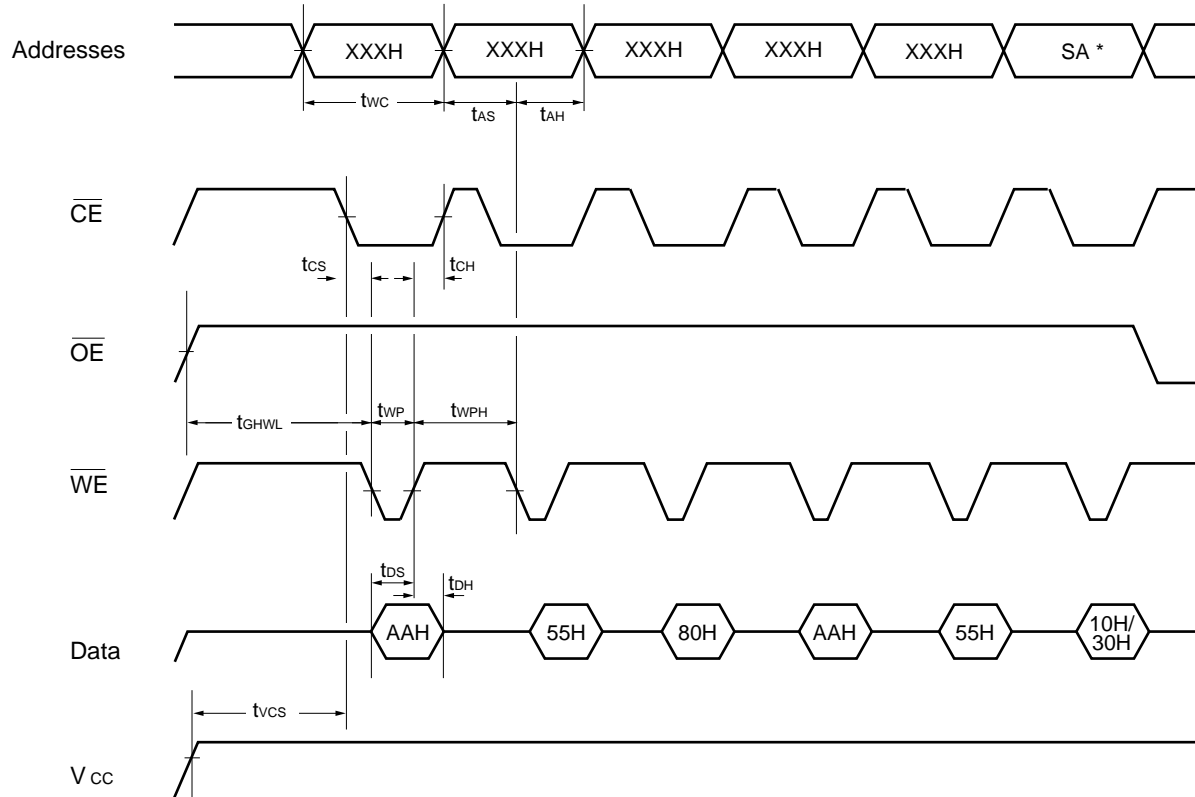 Addresses
XXXH XXXH XXXH XXXH XXXH SA *
tWC tAS tAH
CE
tCS tCH
OE
tGHWL tWP tWPH
WE
tDS tDH
Data
AAH 55H 80H AAH 55H 10H/
30H
tVCS
V CC